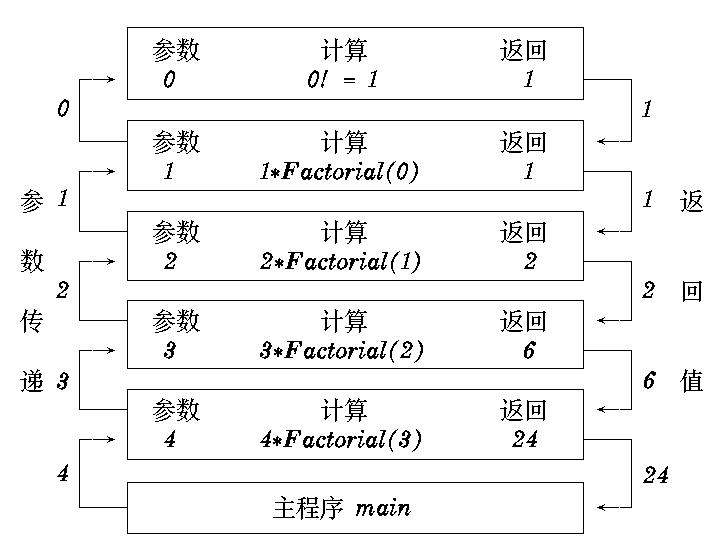 参数 计算 返回
0 0! = 1 1
0 1
参数 计算 返回
1 1*Factorial(0) 1
1 1
参数 计算 返回
2 2*Factorial(1) 2
2 2
参数 计算 返回
3 3*Factorial(2) 6
3 6
参数 计算 返回
4 4*Factorial(3) 24
4 24
主程序 main
参数传递
返回值